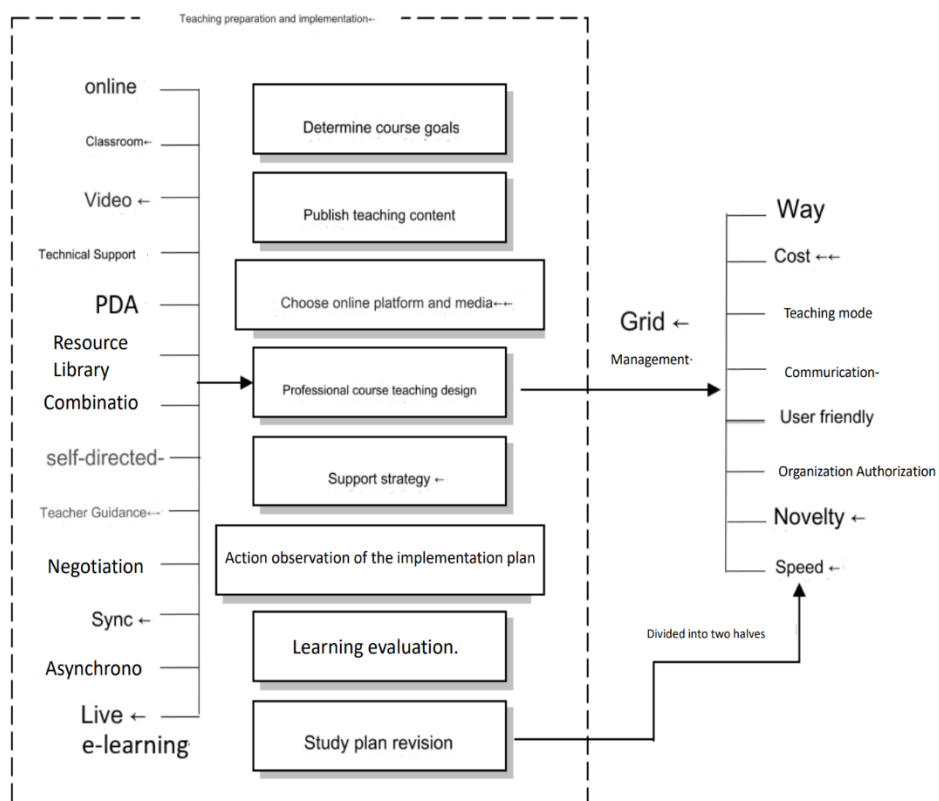 Teaching preparation and implementation←
online
Classroom←
Video ←
Technical Support
PDA
Resource
Library
Combinatio
self-directed-
Teacher Guidance←
Negotiation
Sync ←
Asynchrono
Live ←
e-learning
Determine course goals
Publish teaching content
Choose online platform and media←←
Professional course teaching design
Support strategy ←
Action observation of the implementation plan
Learning evaluation.
Study plan revision
Grid ←
Management·
Divided into two halves
Way
Cost ←←
Teaching mode
Commurication-
User friendly
Organization Authorization
Novelty ←
Speed ←